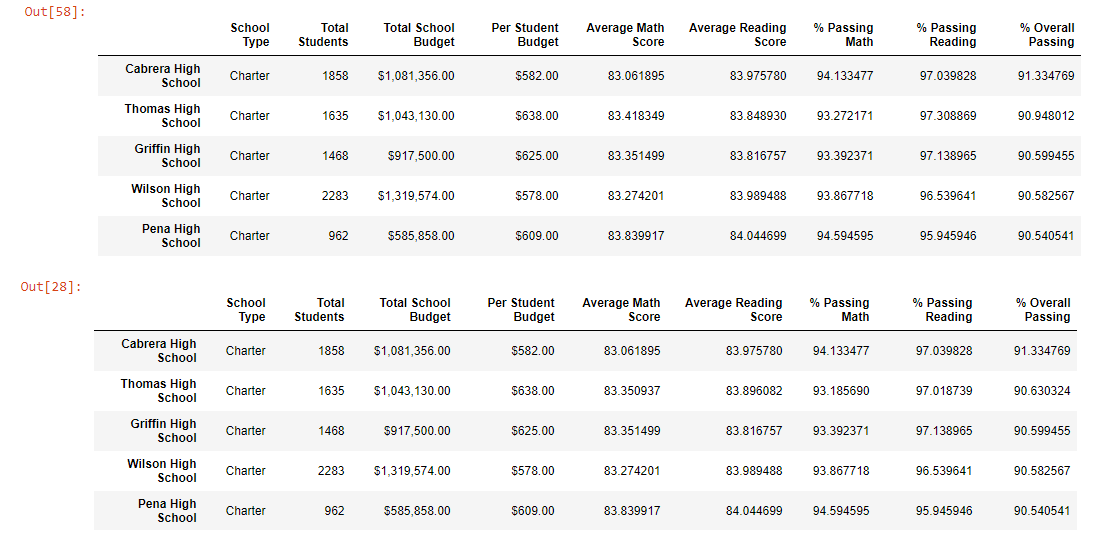 Out[58]:
School Type Total Students Total School Budget Per Student Budget Average Math Score Average Reading Score % Passing Math % Passing Reading % Overall Passing
Cabrera High School Charter 1858 $1,081,356.00 $582.00 83.061895 83.975780 94.133477 97.039828 91.334769
Thomas High School Charter 1635 $1,043,130.00 $638.00 83.418349 83.848930 93.272171 97.308869 90.948012
Griffin High School Charter 1468 $917,500.00 $625.00 83.351499 83.816757 93.392371 97.138965 90.599455
Wilson High School Charter 2283 $1,319,574.00 $578.00 83.274201 83.989488 93.867718 96.539641 90.582567
Pena High School Charter 962 $585,858.00 $609.00 83.839917 84.044699 94.594595 95.945946 90.540541
Out[28]:
School Type Total Students Total School Budget Per Student Budget Average Math Score Average Reading Score % Passing Math % Passing Reading % Overall Passing
Cabrera High School Charter 1858 $1,081,356.00 $582.00 83.061895 83.975780 94.133477 97.039828 91.334769
Thomas High School Charter 1635 $1,043,130.00 $638.00 83.350937 83.896082 93.185690 97.018739 90.630324
Griffin High School Charter 1468 $917,500.00 $625.00 83.351499 83.816757 93.392371 97.138965 90.599455
Wilson High School Charter 2283 $1,319,574.00 $578.00 83.274201 83.989488 93.867718 96.539641 90.582567
Pena High School Charter 962 $585,858.00 $609.00 83.839917 84.044699 94.594595 95.945946 90.540541